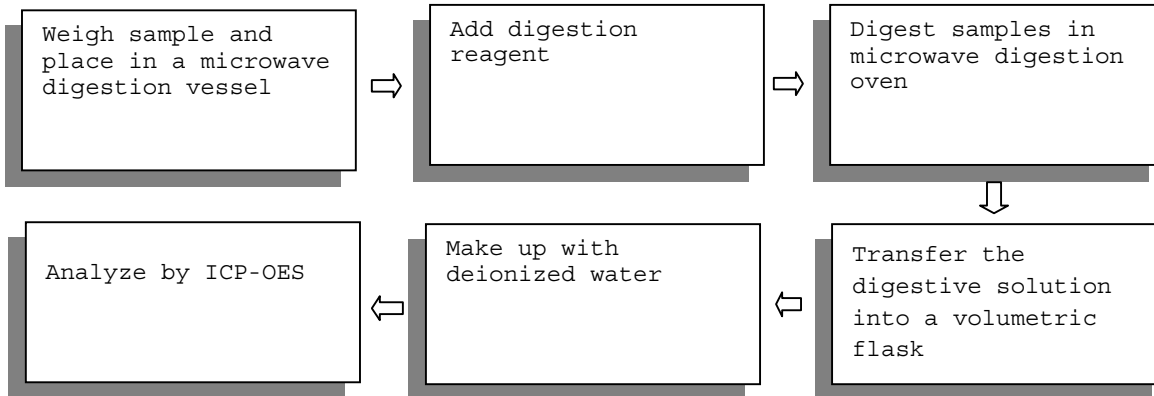 Weigh sample and
place in a microwave
digestion vessel
Add digestion
reagent
Digest samples in
microwave digestion
oven
Transfer the
digestive solution
into a volumetric
flask
Make up with
deionized water
Analyze by ICP-OES